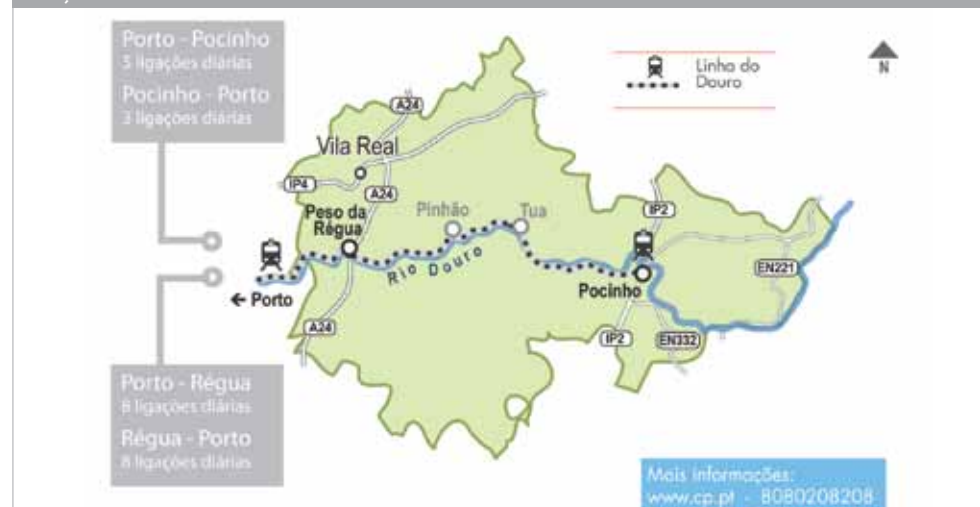 Porto - Pocinho
5 ligações diárias
Pocinho - Porto
3 ligações diárias
Linha do
Douro
N
A24
Vila Real
IP4
A24
Peso da
Régua
Pinhão
Tua
IP2
Rio Douro
Pocinho
EN221
← Porto
A24
IP2
EN332
Porto - Régua
8 ligações diárias
Régua - Porto
8 ligações diárias
Mais informações:
www.cp.pt - 8080208208